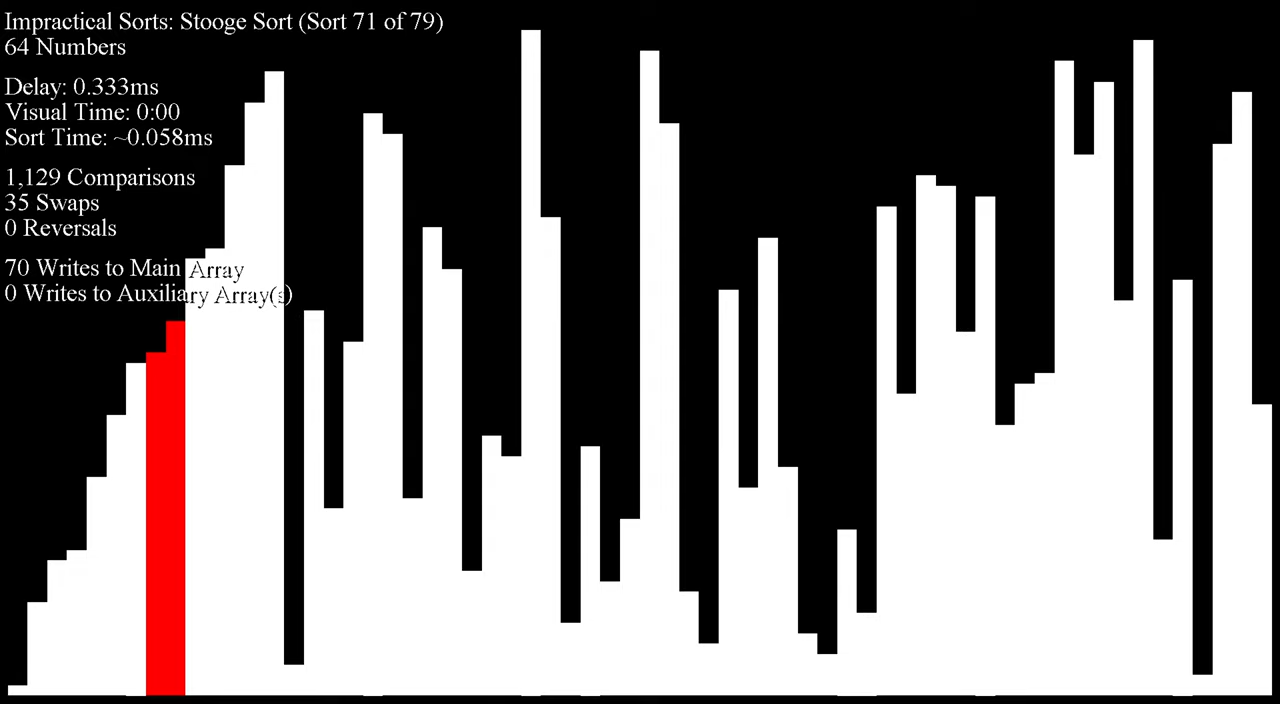 Impractical Sorts: Stooge Sort (Sort 71 of 79)
64 Numbers
Delay: 0.333ms
Visual Time: 0:00
Sort Time: ~0.058ms
1,129 Comparisons
35 Swaps
0 Reversals
70 Writes to Main Array
0 Writes to Auxiliary Array(s)